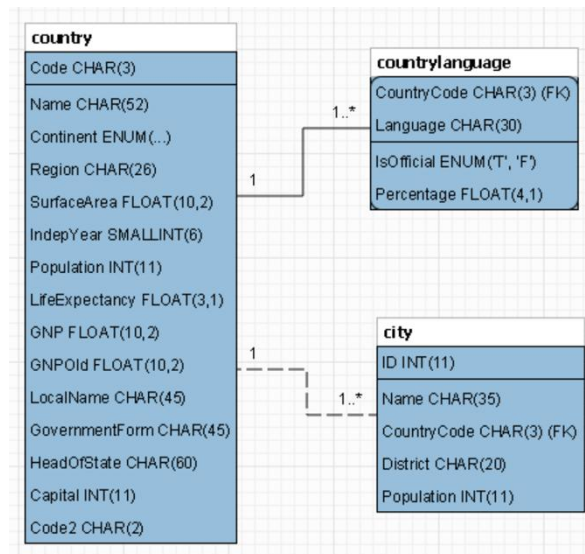 country
Code CHAR(3)
Name CHAR(52)
Continent ENUM(...)
Region CHAR(26)
SurfaceArea FLOAT(10,2)
IndepYear SMALLINT(6)
Population INT(11)
LifeExpectancy FLOAT(3,1)
GNP FLOAT(10,2)
GNPOld FLOAT(10,2)
LocalName CHAR(45)
GovernmentForm CHAR(45)
HeadOfState CHAR(60)
Capital INT(11)
Code2 CHAR(2)
1
1..*
countrylanguage
CountryCode CHAR(3) (FK)
Language CHAR(30)
IsOfficial ENUM('T', 'F')
Percentage FLOAT(4,1)
1
1..*
city
ID INT(11)
Name CHAR(35)
CountryCode CHAR(3) (FK)
District CHAR(20)
Population INT(11)